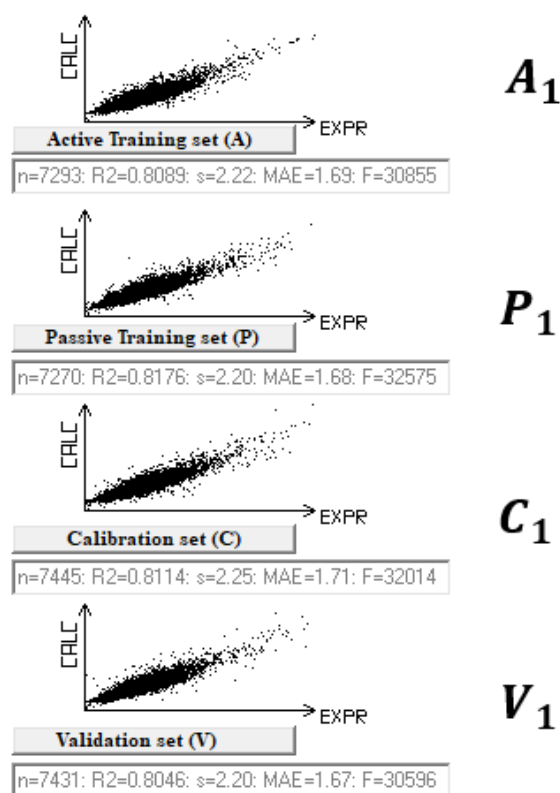 CALC
A1
EXPR
Active Training set (A)
n=7293: R2=0.8089: s=2.22: MAE=1.69: F=30855
CALC
P1
EXPR
Passive Training set (P)
n=7270: R2=0.8176: s=2.20: MAE=1.68: F=32575
CALC
C1
EXPR
Calibration set (C)
n=7445: R2=0.8114: s=2.25: MAE=1.71: F=32014
CALC
V1
EXPR
Validation set (V)
n=7431: R2=0.8046: s=2.20: MAE=1.67: F=30596